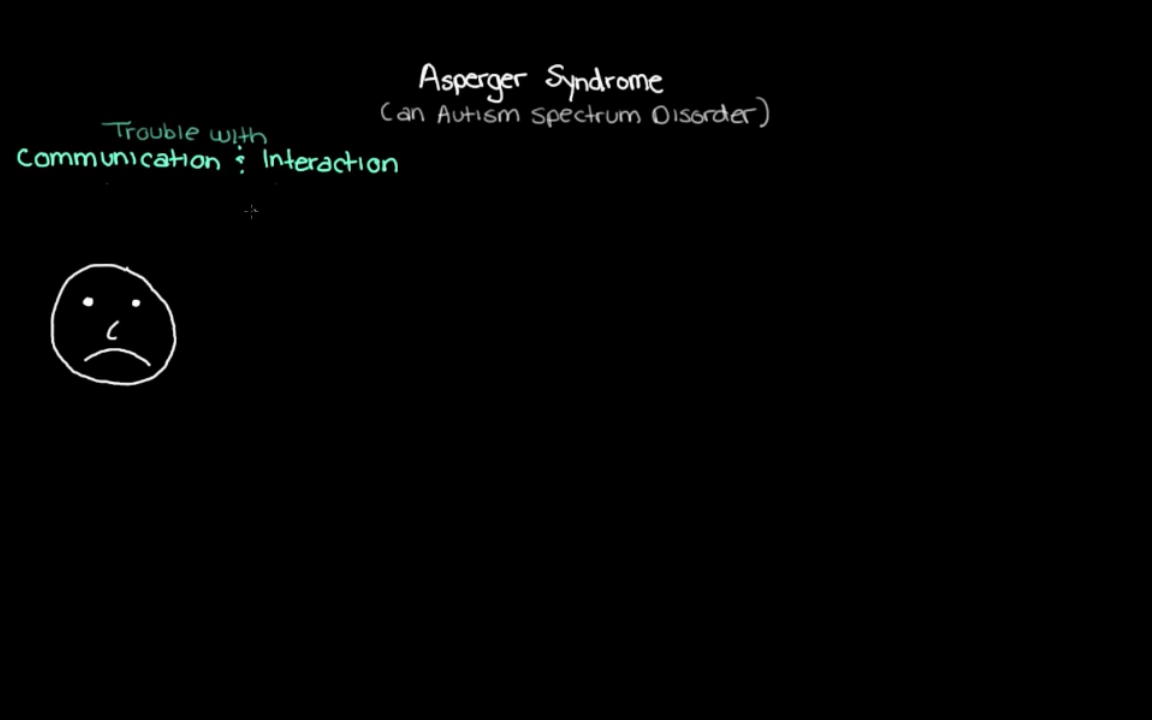 Asperger Syndrome
(an Autism Spectrum Disorder)
Trouble with
Communication & Interaction